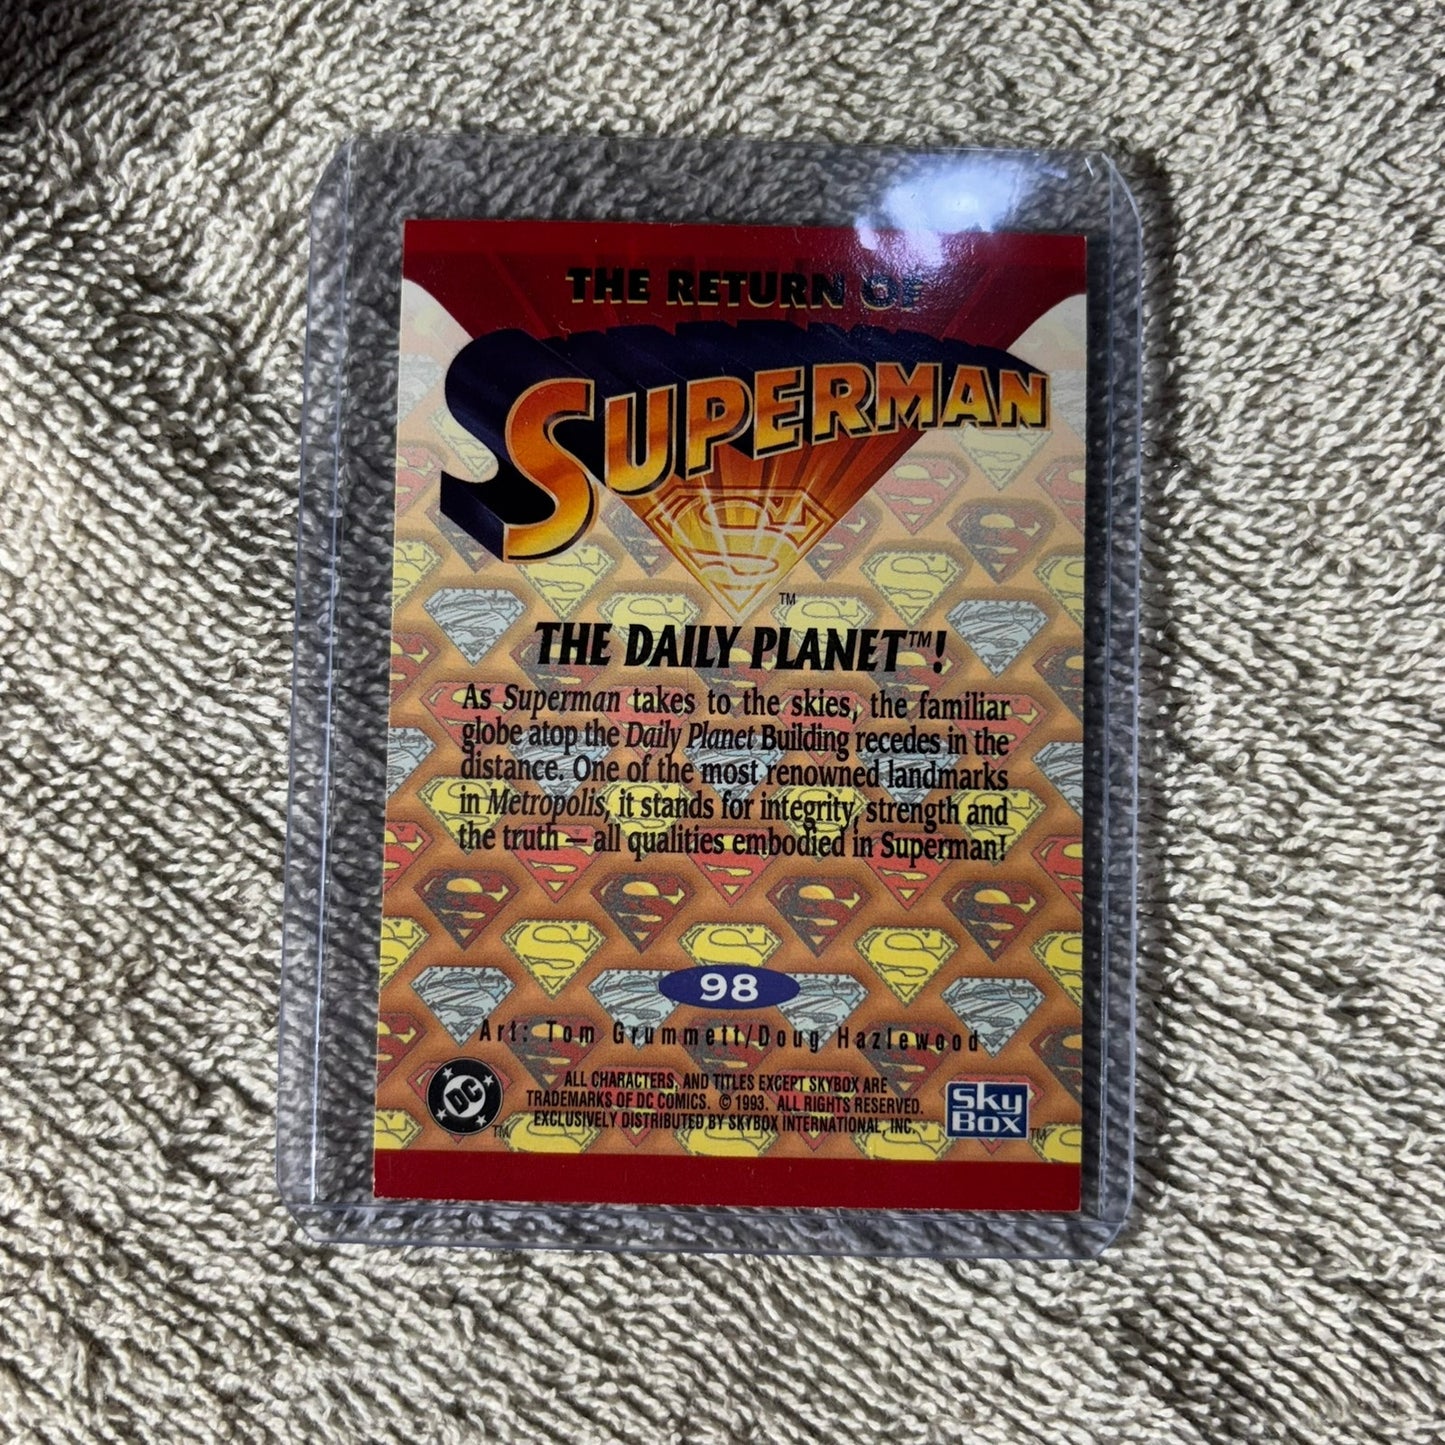 THE RETURN OF
SUPERMAN
TM
THE DAILY PLANET™!
As Superman takes to the skies, the familiar
globe atop the Daily Planet Building recedes in the
distance. One of the most renowned landmarks
in Metropolis, it stands for integrity, strength and
the truth — all qualities embodied in Superman!
98
Art: Tom Grummett/Doug Hazlewood
ALL CHARACTERS, AND TITLES EXCEPT SKYBOX ARE
TRADEMARKS OF DC COMICS. © 1993. ALL RIGHTS RESERVED.
EXCLUSIVELY DISTRIBUTED BY SKYBOX INTERNATIONAL, INC.
DC TM
SkyBox TM